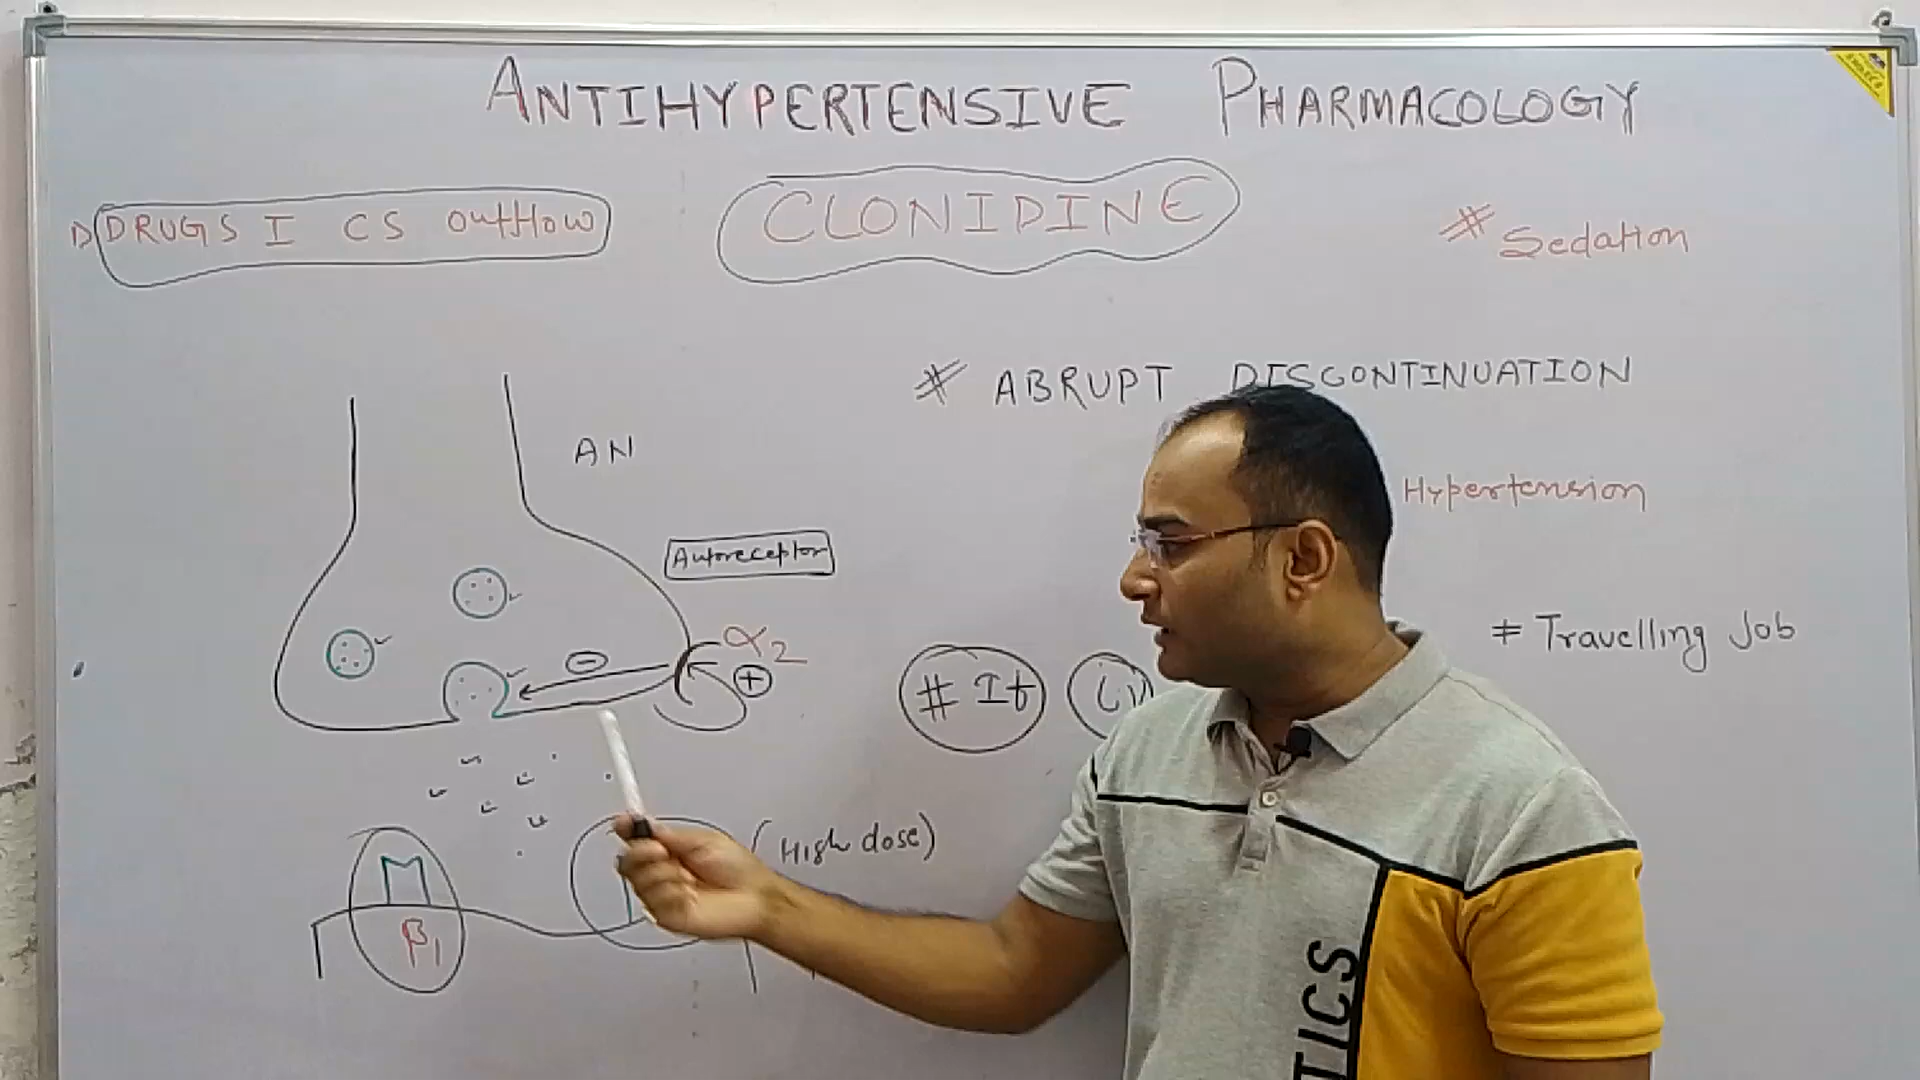 ANTIHYPERTENSIVE PHARMACOLOGY
DRUGS I CS Outflow
CLONIDINE
# Sedation
# ABRUPT DISCONTINUATION
AN
Hypertension
Autoreceptor
α2
+
−
# It
≠ Travelling Job
(High dose)
β1
TICS